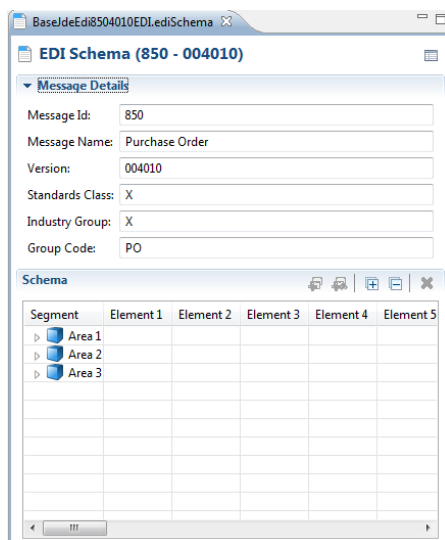 BaseJdeEdi8504010EDI.ediSchema
EDI Schema (850 - 004010)
Message Details
Message Id: 850
Message Name: Purchase Order
Version: 004010
Standards Class: X
Industry Group: X
Group Code: PO
Schema
Segment Element 1 Element 2 Element 3 Element 4 Element 5
Area 1
Area 2
Area 3